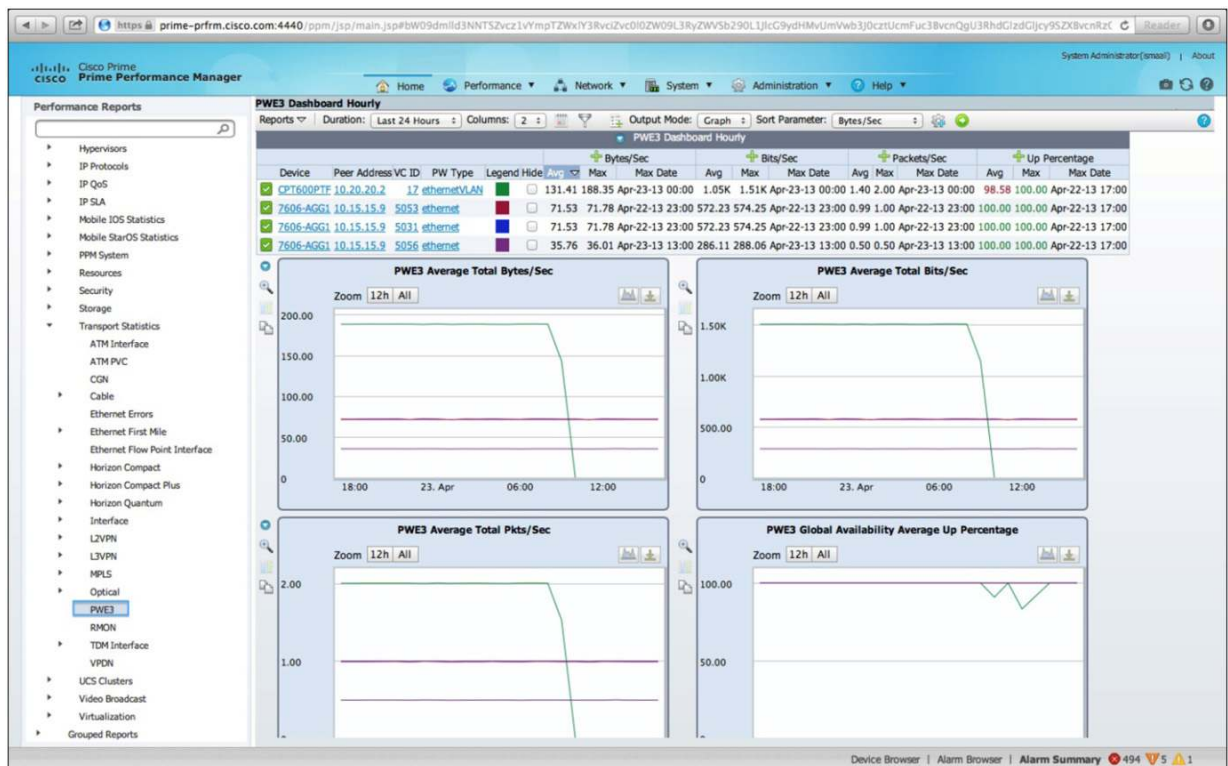 https prime-prfrm.cisco.com:4440/ppm/jsp/main.jsp Reader
System Administrator(ismaail) | About
cisco Cisco Prime
Prime Performance Manager
Home Performance Network System Administration Help
Performance Reports
Hypervisors
IP Protocols
IP QoS
IP SLA
Mobile IOS Statistics
Mobile StarOS Statistics
PPM System
Resources
Security
Storage
Transport Statistics
ATM Interface
ATM PVC
CGN
Cable
Ethernet Errors
Ethernet First Mile
Ethernet Flow Point Interface
Horizon Compact
Horizon Compact Plus
Horizon Quantum
Interface
L2VPN
L3VPN
MPLS
Optical
PWE3
RMON
TDM Interface
VPDN
UCS Clusters
Video Broadcast
Virtualization
Grouped Reports
PWE3 Dashboard Hourly
Reports Duration: Last 24 Hours Columns: 2 Output Mode: Graph Sort Parameter: Bytes/Sec
PWE3 Dashboard Hourly
Bytes/Sec Bits/Sec Packets/Sec Up Percentage
Device Peer Address VC ID PW Type Legend Hide Avg Max Max Date Avg Max Max Date Avg Max Max Date Avg Max Max Date
CPT600PTF 10.20.20.2 17 ethernetVLAN 131.41 188.35 Apr-23-13 00:00 1.05K 1.51K Apr-23-13 00:00 1.40 2.00 Apr-23-13 00:00 98.58 100.00 Apr-22-13 17:00
7606-AGG1 10.15.15.9 5053 ethernet 71.53 71.78 Apr-22-13 23:00 572.23 574.25 Apr-22-13 23:00 0.99 1.00 Apr-22-13 23:00 100.00 100.00 Apr-22-13 17:00
7606-AGG1 10.15.15.9 5031 ethernet 71.53 71.78 Apr-22-13 23:00 572.23 574.25 Apr-22-13 23:00 0.99 1.00 Apr-22-13 23:00 100.00 100.00 Apr-22-13 17:00
7606-AGG1 10.15.15.9 5056 ethernet 35.76 36.01 Apr-23-13 13:00 286.11 288.06 Apr-23-13 13:00 0.50 0.50 Apr-23-13 13:00 100.00 100.00 Apr-22-13 17:00
PWE3 Average Total Bytes/Sec
Zoom 12h All
200.00
150.00
100.00
50.00
0
18:00 23. Apr 06:00 12:00
PWE3 Average Total Bits/Sec
Zoom 12h All
1.50K
1.00K
500.00
0
18:00 23. Apr 06:00 12:00
PWE3 Average Total Pkts/Sec
Zoom 12h All
2.00
1.00
PWE3 Global Availability Average Up Percentage
Zoom 12h All
100.00
50.00
Device Browser | Alarm Browser | Alarm Summary 494 5 1